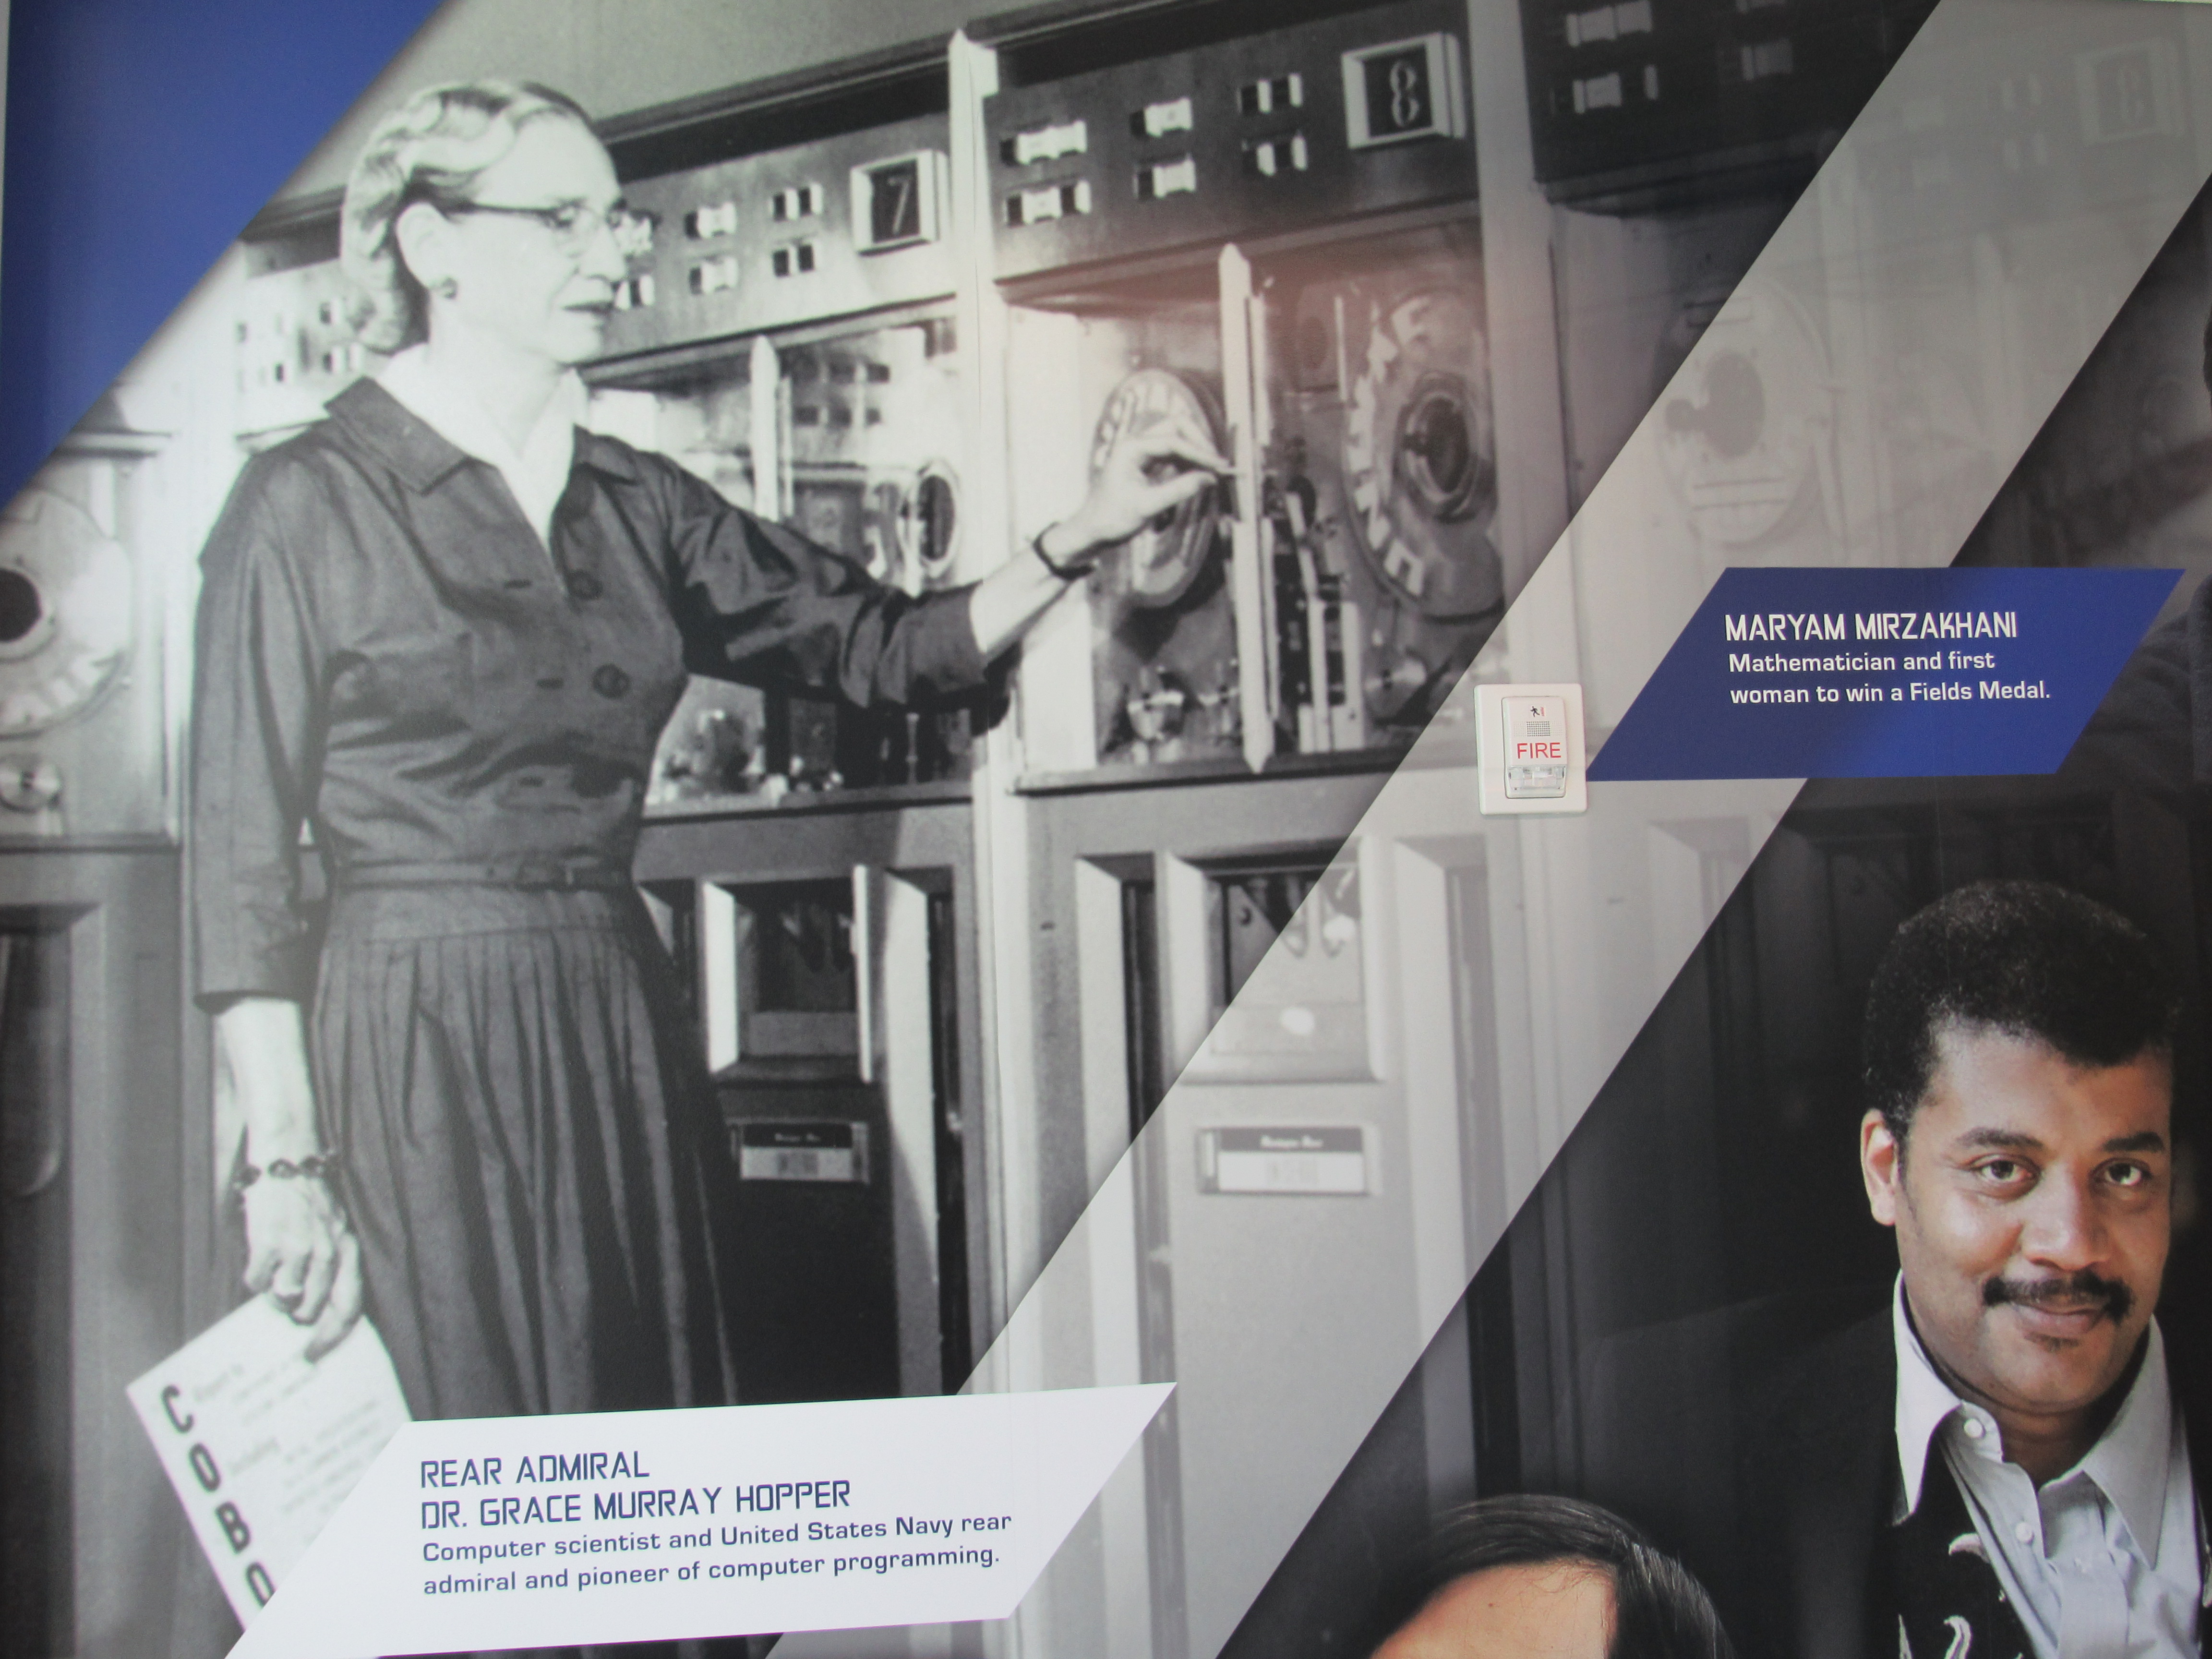 7
8
MARYAM MIRZAKHANI
Mathematician and first
woman to win a Fields Medal.
FIRE
COBO
REAR ADMIRAL
DR. GRACE MURRAY HOPPER
Computer scientist and United States Navy rear
admiral and pioneer of computer programming.